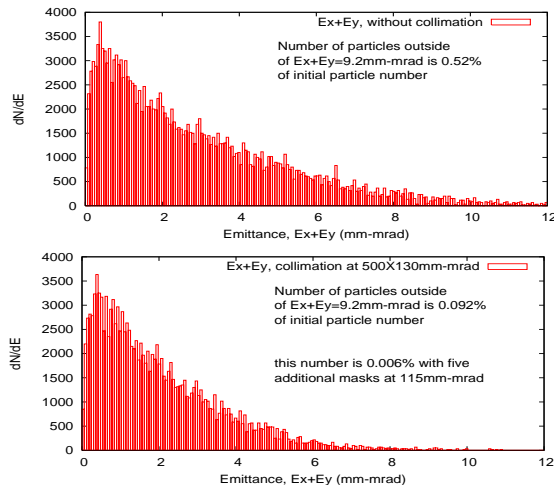 Ex+Ey, without collimation
Number of particles outside
of Ex+Ey=9.2mm-mrad is 0.52%
of initial particle number
dN/dE
4000
3500
3000
2500
2000
1500
1000
500
0
0 2 4 6 8 10 12
Emittance, Ex+Ey (mm-mrad)
Ex+Ey, collimation at 500X130mm-mrad
Number of particles outside
of Ex+Ey=9.2mm-mrad is 0.092%
of initial particle number
this number is 0.006% with five
additional masks at 115mm-mrad
dN/dE
4000
3500
3000
2500
2000
1500
1000
500
0
0 2 4 6 8 10 12
Emittance, Ex+Ey (mm-mrad)